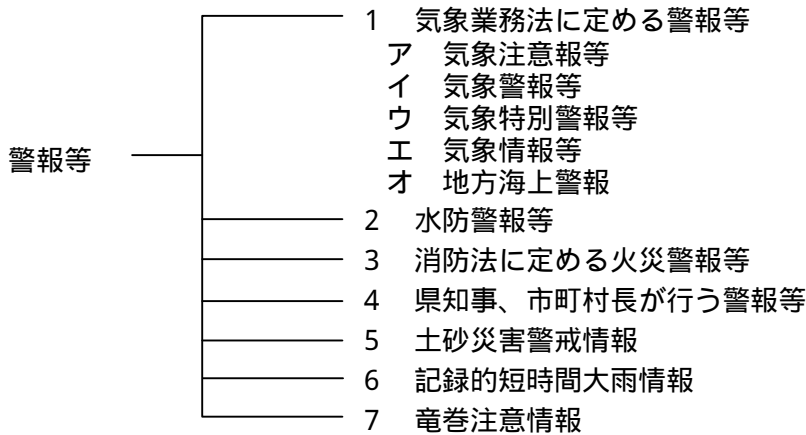 1 気象業務法に定める警報等
ア 気象注意報等
イ 気象警報等
ウ 気象特別警報等
エ 気象情報等
警報等
オ 地方海上警報
2 水防警報等
3 消防法に定める火災警報等
4 県知事、市町村長が行う警報等
5 土砂災害警戒情報
6 記録的短時間大雨情報
7 竜巻注意情報